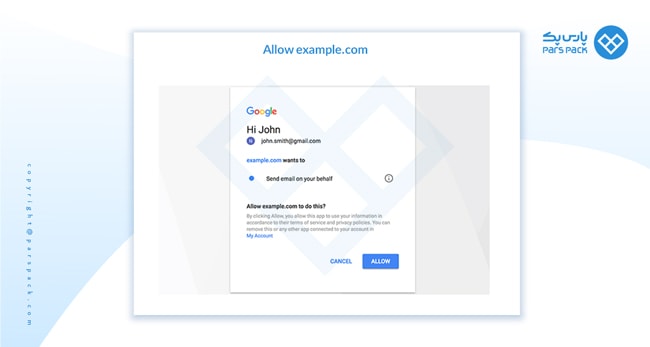 Allow example.com
پارس پک
PARS PACK
Google
Hi John
H
john.smith@gmail.com
example.com wants to
Send email on your behalf
i
Allow example.com to do this?
By clicking Allow, you allow this app to use your information in
accordance to their terms of service and privacy policies. You can
remove this or any other app connected to your account in
My Account
CANCEL
ALLOW
copyright@parspack.com